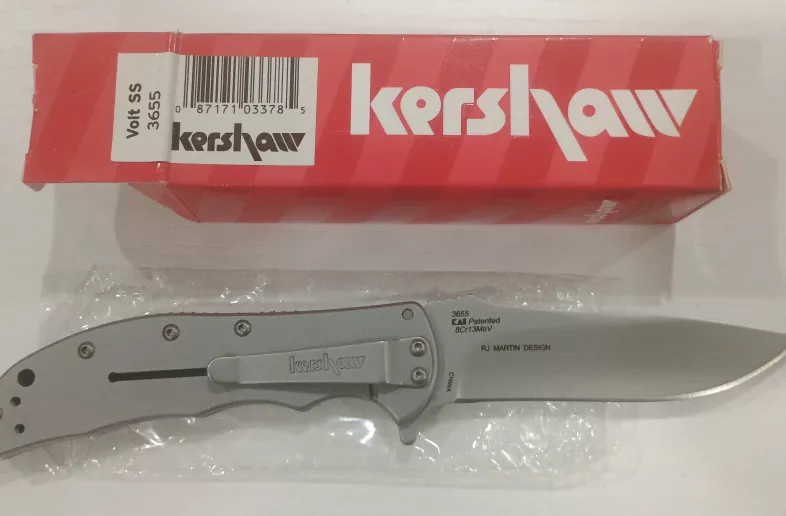 Volt SS
3655
0 87171 03378 5
kershaw
kershaw
3655
KAI Patented
8Cr13MoV
RJ MARTIN DESIGN
CHINA
kershaw